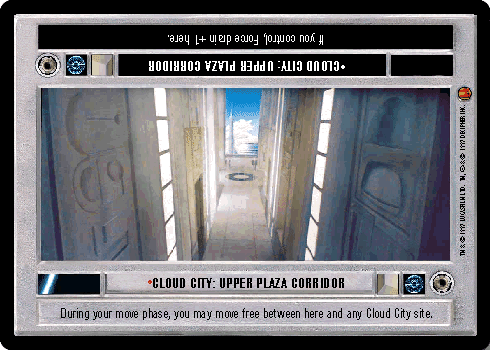 If you control, Force drain +1 here.
•CLOUD CITY: UPPER PLAZA CORRIDOR
•CLOUD CITY: UPPER PLAZA CORRIDOR
During your move phase, you may move free between here and any Cloud City site.